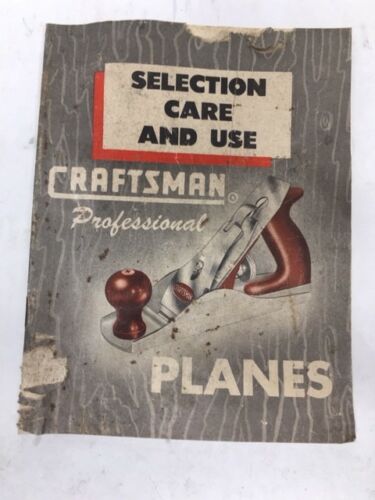 SELECTION
CARE
AND USE
CRAFTSMAN®
Professional
PLANES